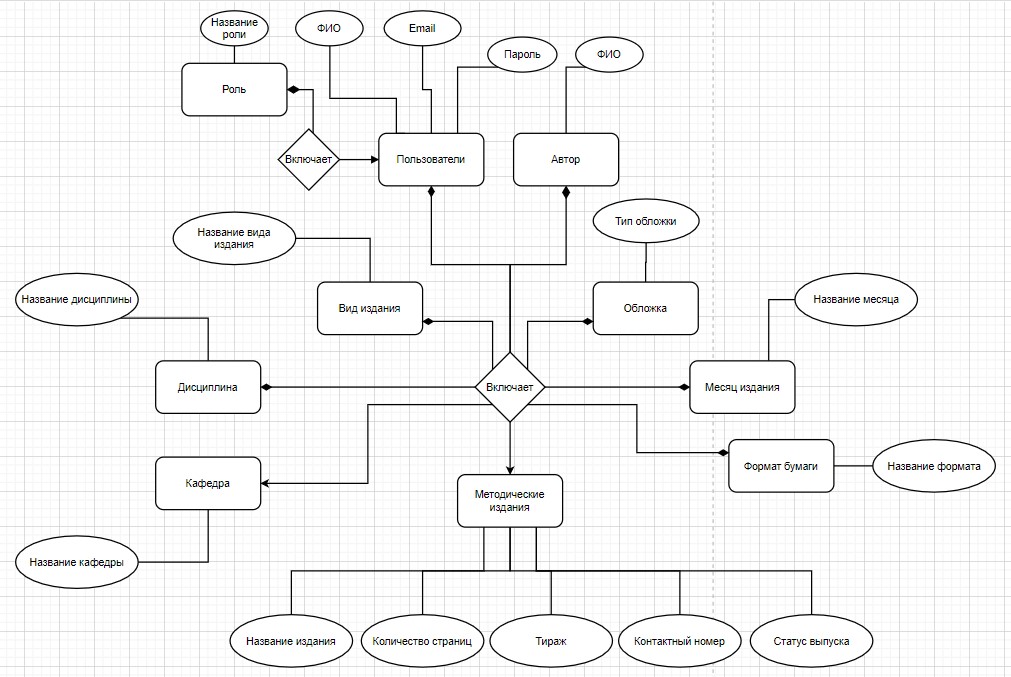 Название
роли
ФИО
Email
Пароль
ФИО
Роль
Включает
Пользователи
Автор
Название вида
издания
Тип обложки
Название дисциплины
Вид издания
Обложка
Название месяца
Дисциплина
Включает
Месяц издания
Кафедра
Методические
издания
Формат бумаги
Название формата
Название кафедры
Название издания
Количество страниц
Тираж
Контактный номер
Статус выпуска